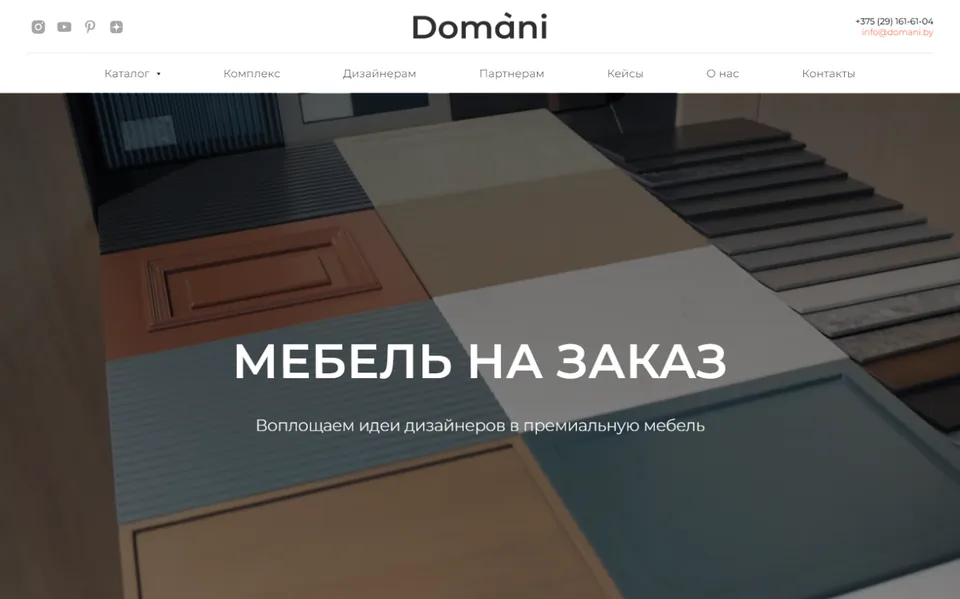 Domàni
+375 (29) 161-61-04
info@domani.by
Каталог
Комплекс
Дизайнерам
Партнерам
Кейсы
О нас
Контакты
МЕБЕЛЬ НА ЗАКАЗ
Воплощаем идеи дизайнеров в премиальную мебель